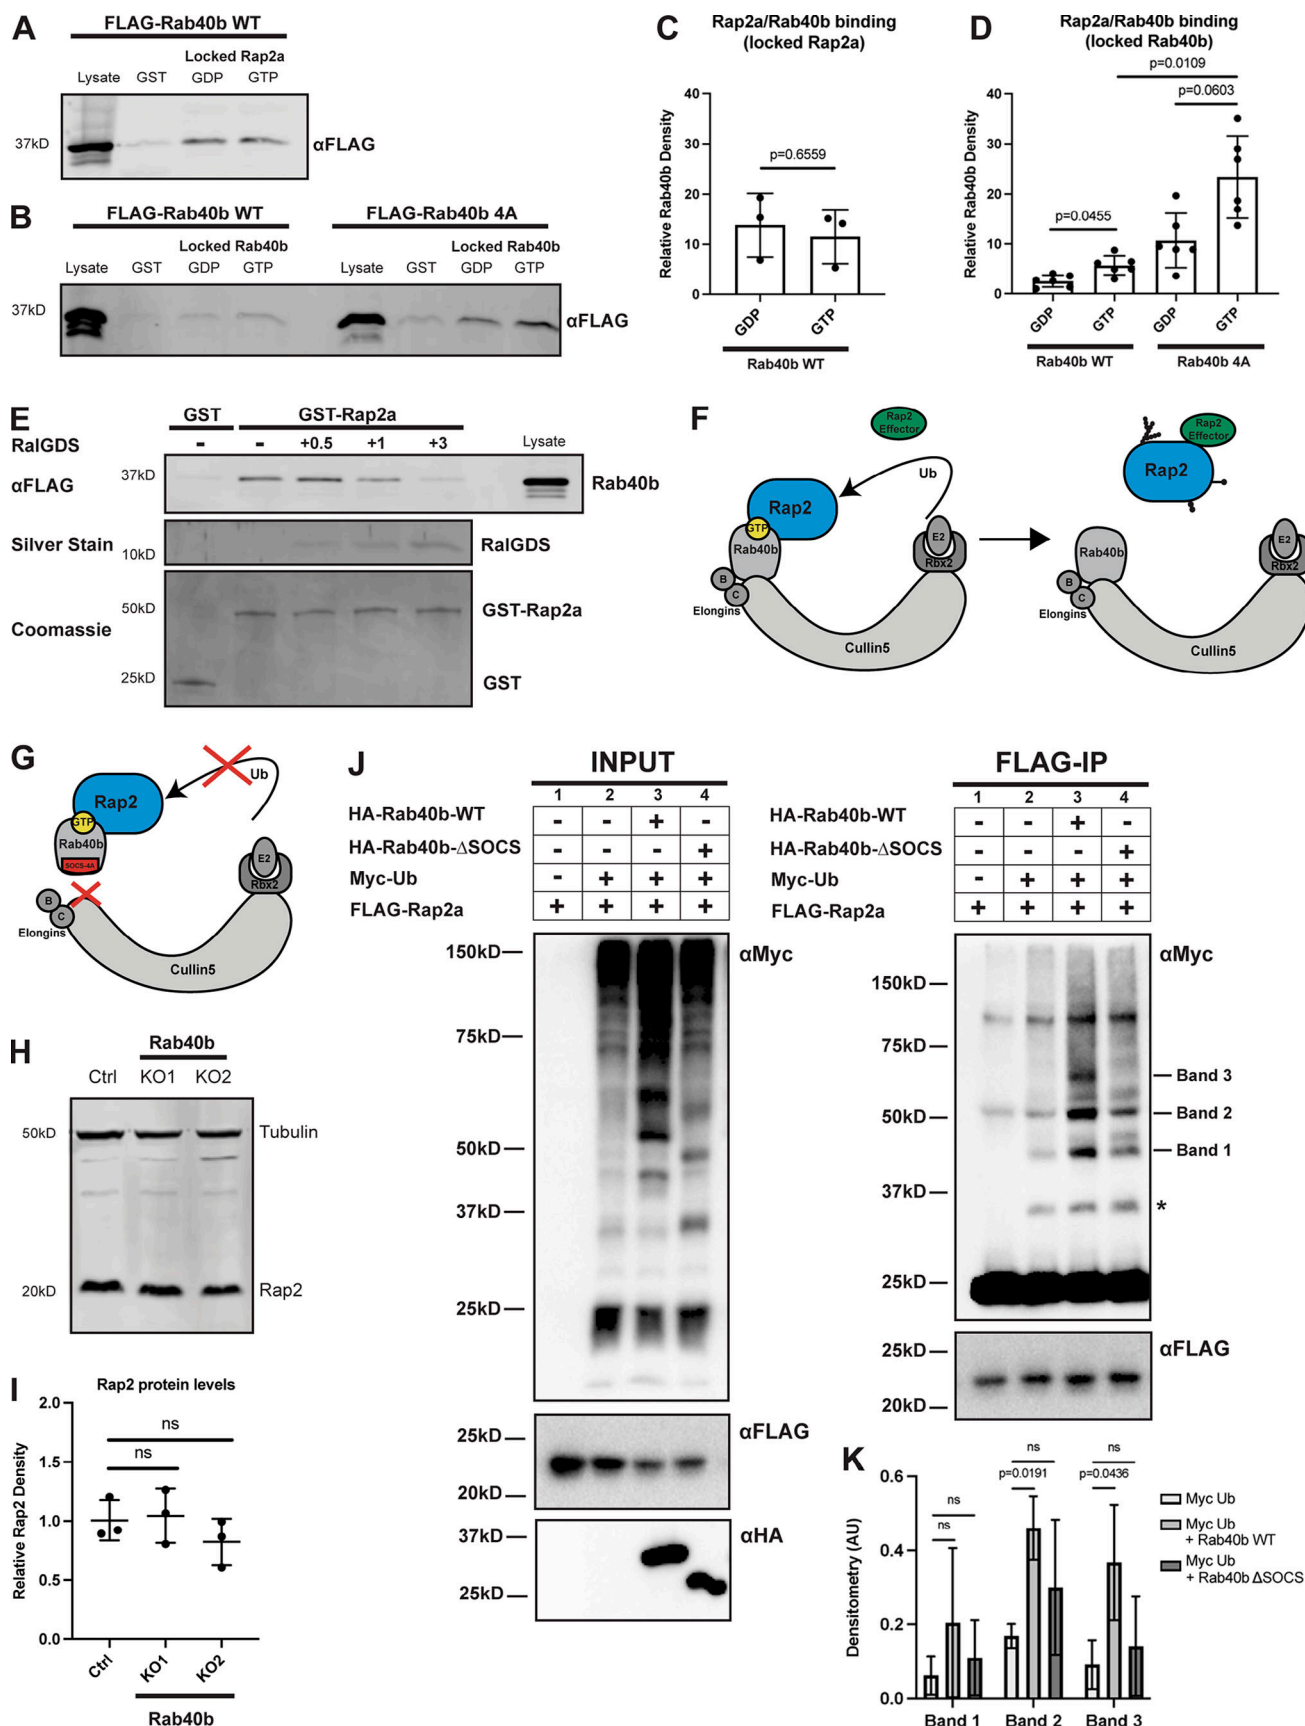 A
FLAG-Rab40b WT
Locked Rap2a
Lysate GST GDP GTP
37kD
αFLAG
B
FLAG-Rab40b WT FLAG-Rab40b 4A
Locked Rab40b Locked Rab40b
Lysate GST GDP GTP Lysate GST GDP GTP
37kD
αFLAG
C
Rap2a/Rab40b binding
(locked Rap2a)
Relative Rab40b Density
40
30
20
10
0
p=0.6559
GDP GTP
Rab40b WT
D
Rap2a/Rab40b binding
(locked Rab40b)
p=0.0109
p=0.0603
p=0.0455
Relative Rab40b Density
40
30
20
10
0
GDP GTP GDP GTP
Rab40b WT Rab40b 4A
E
GST GST-Rap2a
RalGDS - - +0.5 +1 +3 Lysate
αFLAG 37kD Rab40b
Silver Stain 10kD RalGDS
50kD GST-Rap2a
Coomassie
25kD GST
F
Rap2
Effector
Ub
Rap2
GTP
Rab40b
B
C
Elongins
E2
Rbx2
Cullin5
Rap2
Effector
Rap2
Rab40b
B
C
Elongins
E2
Rbx2
Cullin5
G
Ub
Rap2
GTP
Rab40b
SOCS-4A
B
C
Elongins
E2
Rbx2
Cullin5
H
Rab40b
Ctrl KO1 KO2
50kD Tubulin
20kD Rap2
I
Rap2 protein levels
Relative Rap2 Density
2.0
1.5
1.0
0.5
0.0
ns
ns
Ctrl KO1 KO2
Rab40b
J
INPUT
1 2 3 4
HA-Rab40b-WT - - + -
HA-Rab40b-ΔSOCS - - - +
Myc-Ub - + + +
FLAG-Rap2a + + + +
αMyc
150kD
75kD
50kD
37kD
25kD
αFLAG
25kD
20kD
αHA
37kD
25kD
FLAG-IP
1 2 3 4
HA-Rab40b-WT - - + -
HA-Rab40b-ΔSOCS - - - +
Myc-Ub - + + +
FLAG-Rap2a + + + +
αMyc
150kD
75kD
Band 3
50kD Band 2
Band 1
37kD
*
25kD
αFLAG
25kD
20kD
K
Densitometry (AU)
0.6
0.4
0.2
0.0
ns
ns
ns
p=0.0191
ns
p=0.0436
Band 1 Band 2 Band 3
Myc Ub
Myc Ub
+ Rab40b WT
Myc Ub
+ Rab40b ΔSOCS